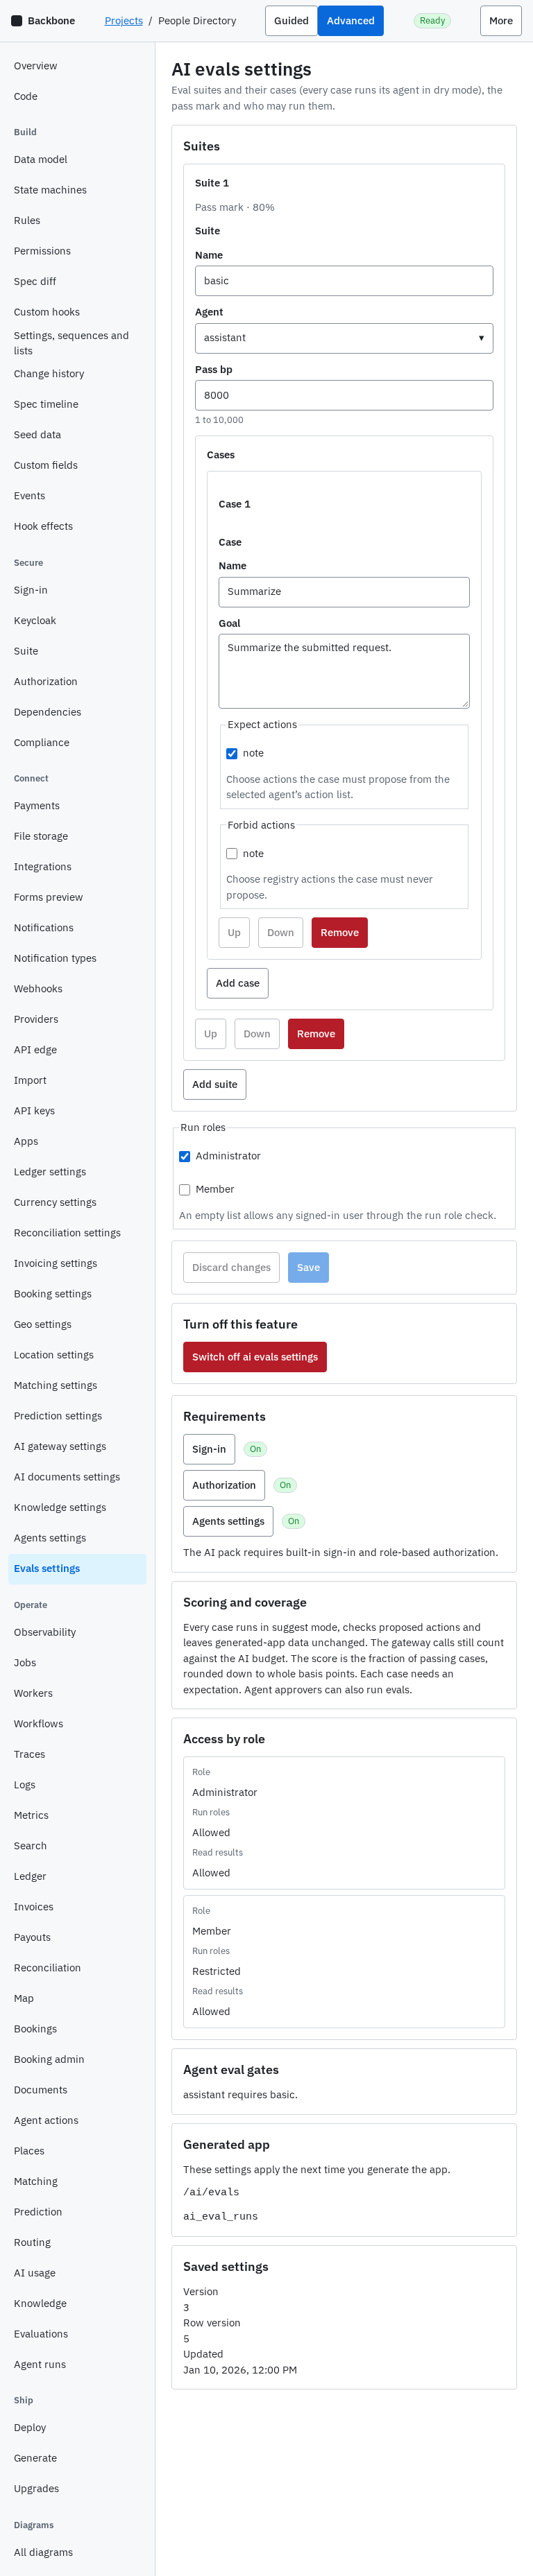 Backbone
Projects / People Directory
Guided
Advanced
Ready
More
Overview
Code
Build
Data model
State machines
Rules
Permissions
Spec diff
Custom hooks
Settings, sequences and
lists
Change history
Spec timeline
Seed data
Custom fields
Events
Hook effects
Secure
Sign-in
Keycloak
Suite
Authorization
Dependencies
Compliance
Connect
Payments
File storage
Integrations
Forms preview
Notifications
Notification types
Webhooks
Providers
API edge
Import
API keys
Apps
Ledger settings
Currency settings
Reconciliation settings
Invoicing settings
Booking settings
Geo settings
Location settings
Matching settings
Prediction settings
AI gateway settings
AI documents settings
Knowledge settings
Agents settings
Evals settings
Operate
Observability
Jobs
Workers
Workflows
Traces
Logs
Metrics
Search
Ledger
Invoices
Payouts
Reconciliation
Map
Bookings
Booking admin
Documents
Agent actions
Places
Matching
Prediction
Routing
AI usage
Knowledge
Evaluations
Agent runs
Ship
Deploy
Generate
Upgrades
Diagrams
All diagrams
AI evals settings
Eval suites and their cases (every case runs its agent in dry mode), the
pass mark and who may run them.
Suites
Suite 1
Pass mark · 80%
Suite
Name
basic
Agent
assistant
Pass bp
8000
1 to 10,000
Cases
Case 1
Case
Name
Summarize
Goal
Summarize the submitted request.
Expect actions
note
Choose actions the case must propose from the
selected agent's action list.
Forbid actions
note
Choose registry actions the case must never
propose.
Up
Down
Remove
Add case
Up
Down
Remove
Add suite
Run roles
Administrator
Member
An empty list allows any signed-in user through the run role check.
Discard changes
Save
Turn off this feature
Switch off ai evals settings
Requirements
Sign-in
On
Authorization
On
Agents settings
On
The AI pack requires built-in sign-in and role-based authorization.
Scoring and coverage
Every case runs in suggest mode, checks proposed actions and
leaves generated-app data unchanged. The gateway calls still count
against the AI budget. The score is the fraction of passing cases,
rounded down to whole basis points. Each case needs an
expectation. Agent approvers can also run evals.
Access by role
Role
Administrator
Run roles
Allowed
Read results
Allowed
Role
Member
Run roles
Restricted
Read results
Allowed
Agent eval gates
assistant requires basic.
Generated app
These settings apply the next time you generate the app.
/ai/evals
ai_eval_runs
Saved settings
Version
3
Row version
5
Updated
Jan 10, 2026, 12:00 PM